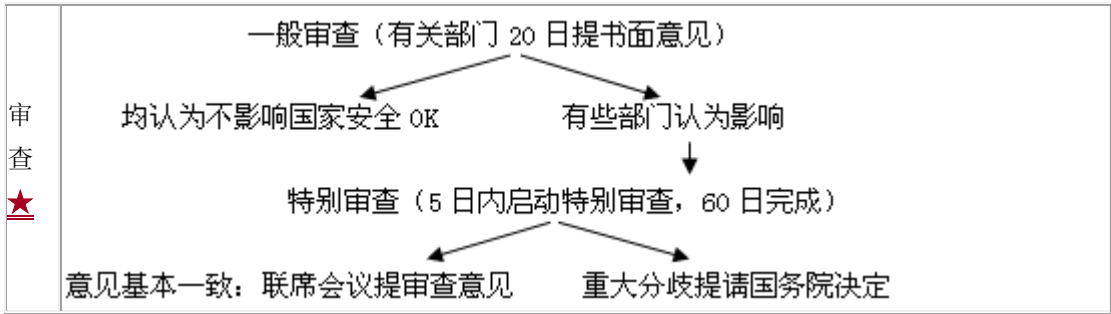 一般审查（有关部门 20 日提书面意见）
均认为不影响国家安全 OK
有些部门认为影响
审
查
★
特别审查（5 日内启动特别审查，60 日完成）
意见基本一致：联席会议提审查意见
重大分歧提请国务院决定